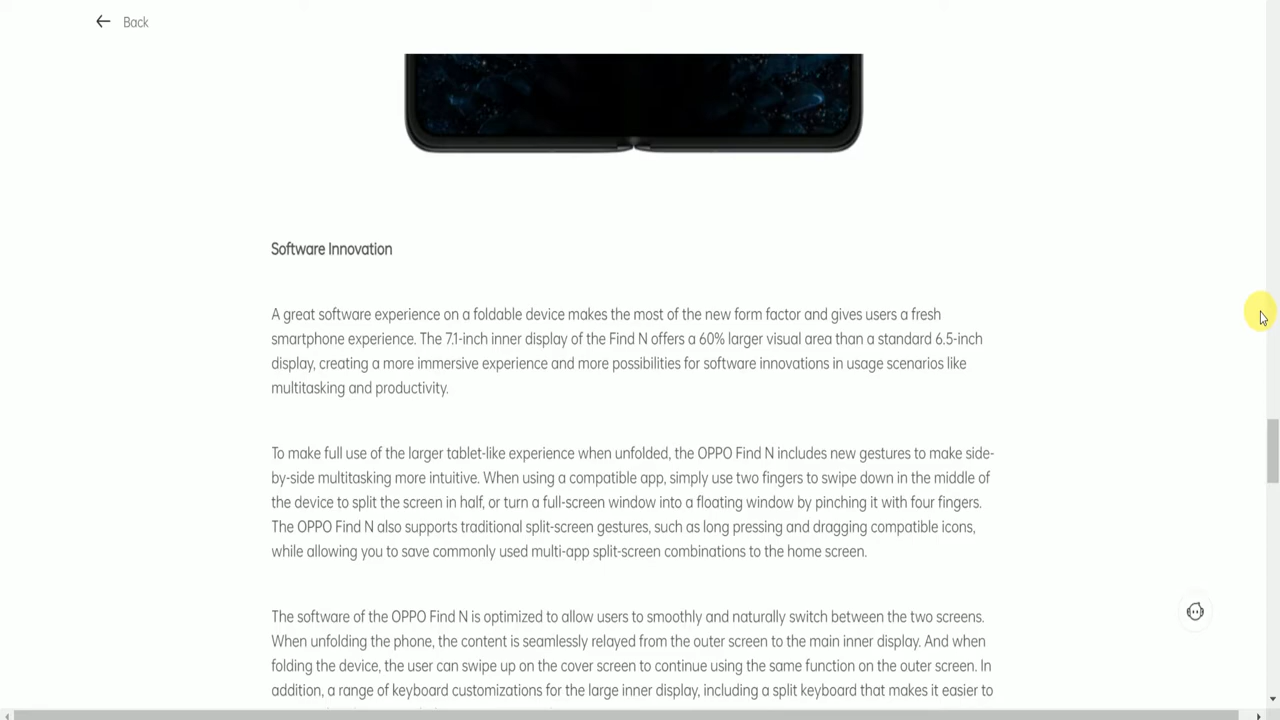 Back
Software Innovation
A great software experience on a foldable device makes the most of the new form factor and gives users a fresh
smartphone experience. The 7.1-inch inner display of the Find N offers a 60% larger visual area than a standard 6.5-inch
display, creating a more immersive experience and more possibilities for software innovations in usage scenarios like
multitasking and productivity.
To make full use of the larger tablet-like experience when unfolded, the OPPO Find N includes new gestures to make side-
by-side multitasking more intuitive. When using a compatible app, simply use two fingers to swipe down in the middle of
the device to split the screen in half, or turn a full-screen window into a floating window by pinching it with four fingers.
The OPPO Find N also supports traditional split-screen gestures, such as long pressing and dragging compatible icons,
while allowing you to save commonly used multi-app split-screen combinations to the home screen.
The software of the OPPO Find N is optimized to allow users to smoothly and naturally switch between the two screens.
When unfolding the phone, the content is seamlessly relayed from the outer screen to the main inner display. And when
folding the device, the user can swipe up on the cover screen to continue using the same function on the outer screen. In
addition, a range of keyboard customizations for the large inner display, including a split keyboard that makes it easier to